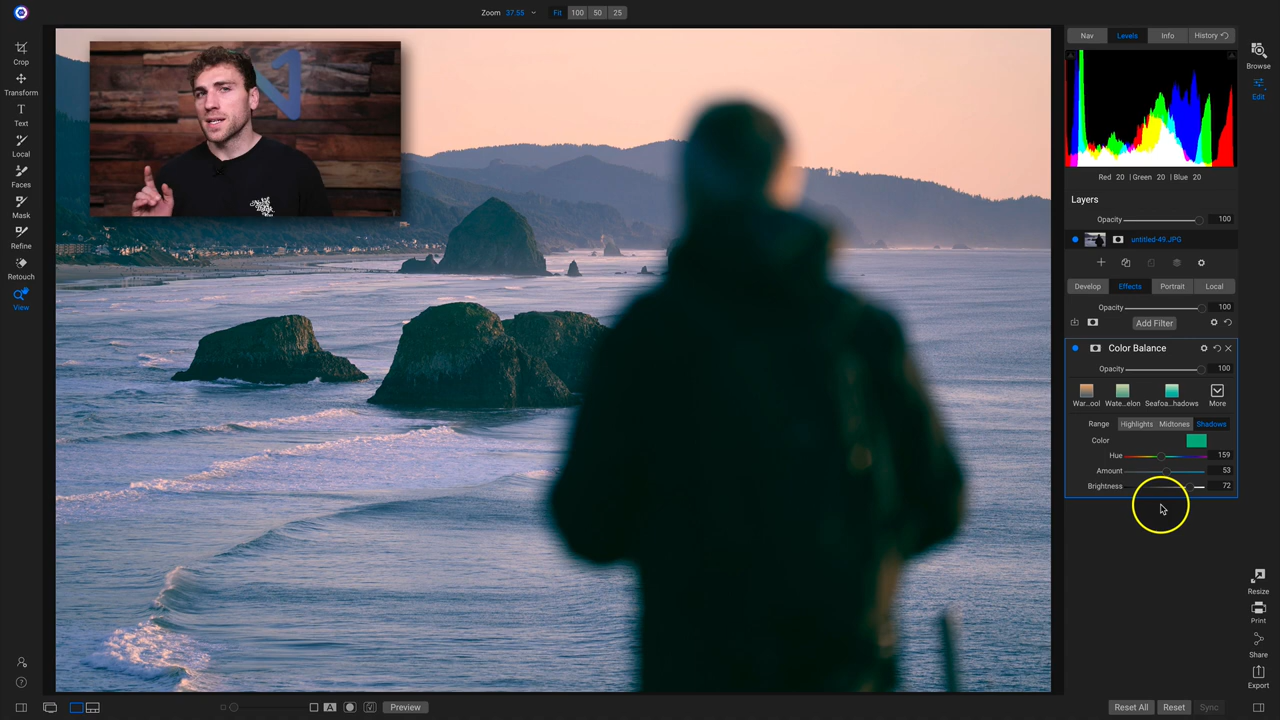 Zoom 37.55 Fit 100 50 25
Crop
Transform
Text
Local
Faces
Mask
Refine
Retouch
View
Nav Levels Info History
Red 20 | Green 20 | Blue 20
Layers
Opacity 100
untitled-49.JPG
Develop Effects Portrait Local
Opacity 100
Add Filter
Color Balance
Opacity 100
War...ool Wate...elon Seafoa...hadows More
Range Highlights Midtones Shadows
Color
Hue 159
Amount 53
Brightness 72
Browse
Edit
Resize
Print
Share
Export
A Preview
Reset All Reset Sync